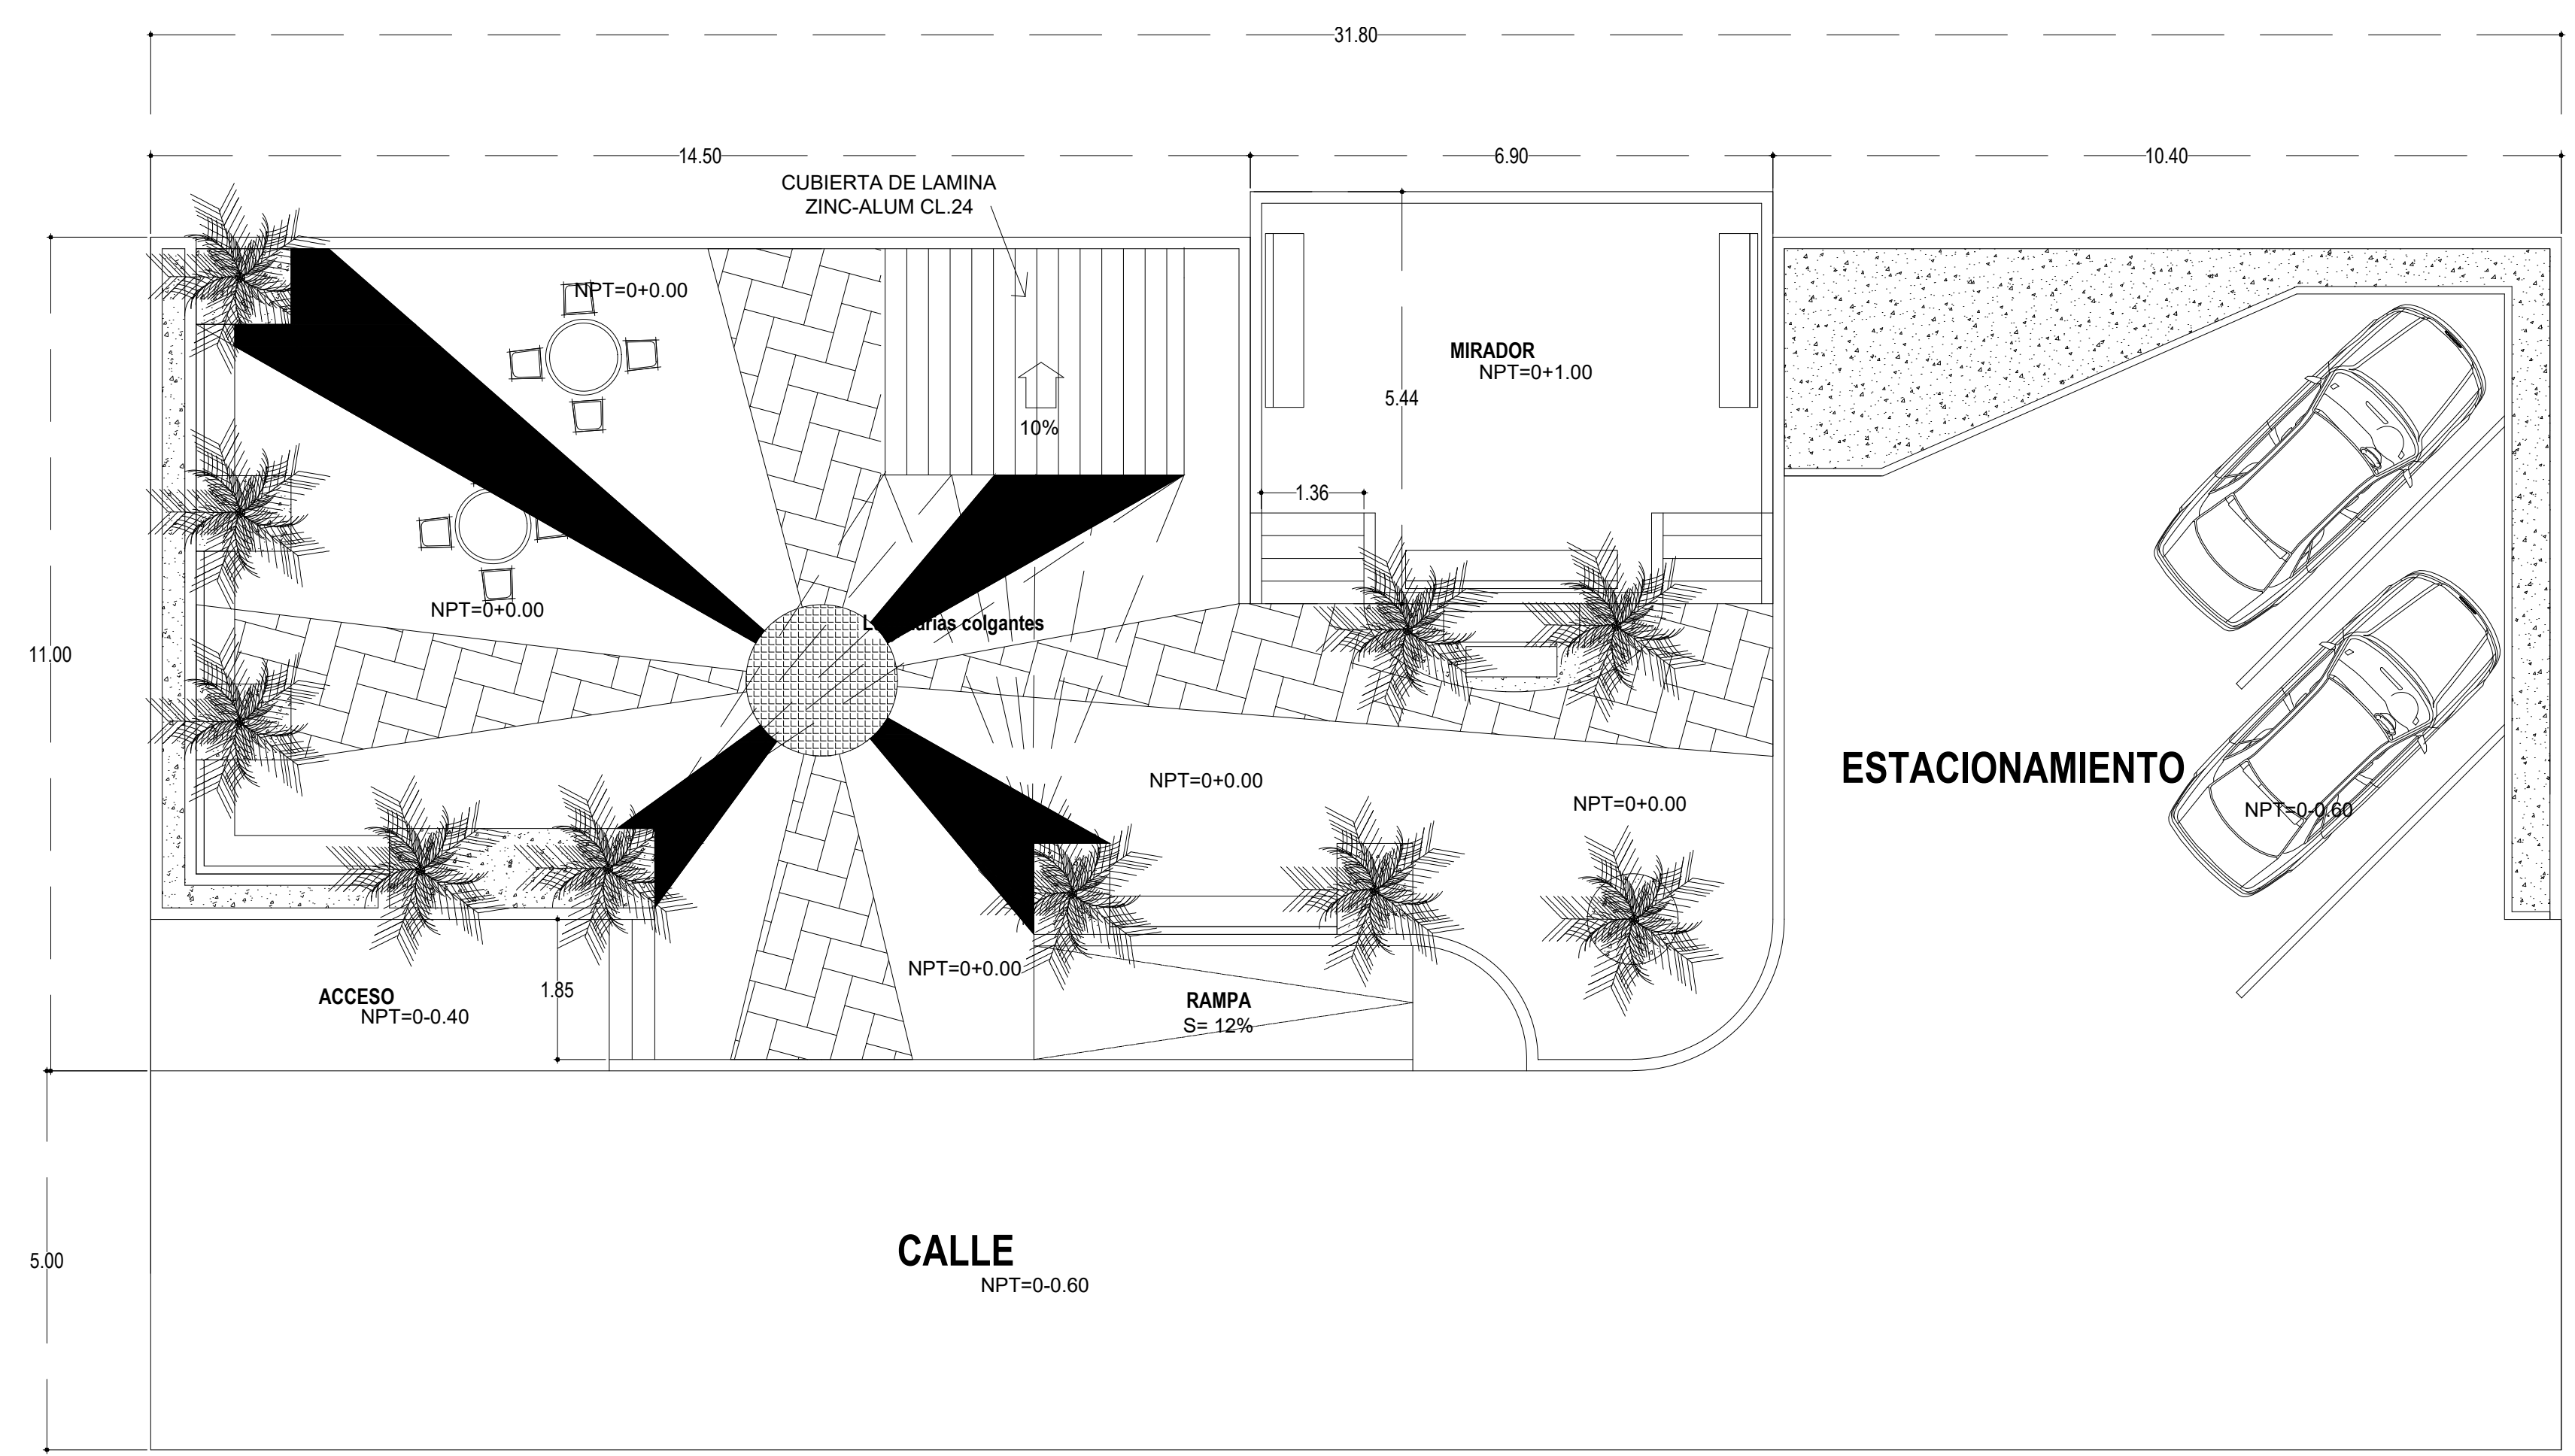 31.80
14.50
6.90
10.40
CUBIERTA DE LAMINA
ZINC-ALUM CL.24
NPT=0+0.00
MIRADOR
NPT=0+1.00
5.44
10%
1.36
NPT=0+0.00
colgantes
11.00
NPT=0+0.00
NPT=0+0.00
ESTACIONAMIENTO
NPT=0-0.60
NPT=0+0.00
1.85
ACCESO
NPT=0-0.40
RAMPA
S= 12%
CALLE
NPT=0-0.60
5.00